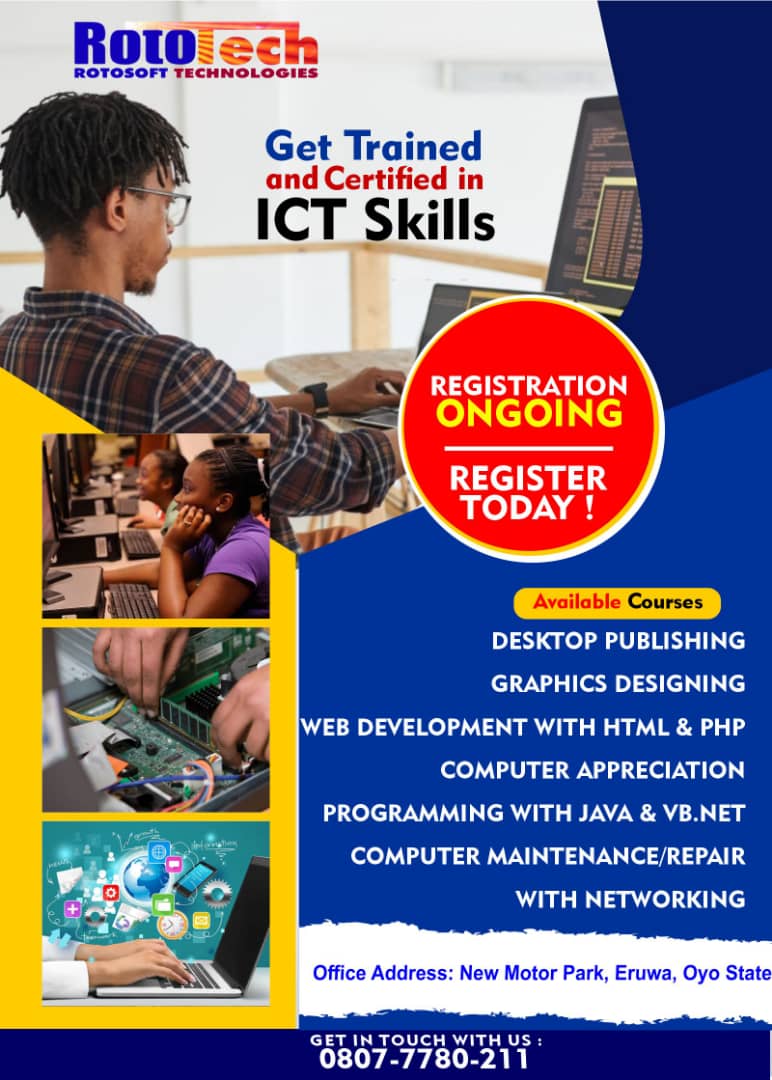 RotoTech
ROTOSOFT TECHNOLOGIES
Get Trained
and Certified in
ICT Skills
REGISTRATION
ONGOING
REGISTER
TODAY !
Available Courses
DESKTOP PUBLISHING
GRAPHICS DESIGNING
WEB DEVELOPMENT WITH HTML & PHP
COMPUTER APPRECIATION
PROGRAMMING WITH JAVA & VB.NET
COMPUTER MAINTENANCE/REPAIR
WITH NETWORKING
growth
Office Address: New Motor Park, Eruwa, Oyo State
GET IN TOUCH WITH US :
0807-7780-211